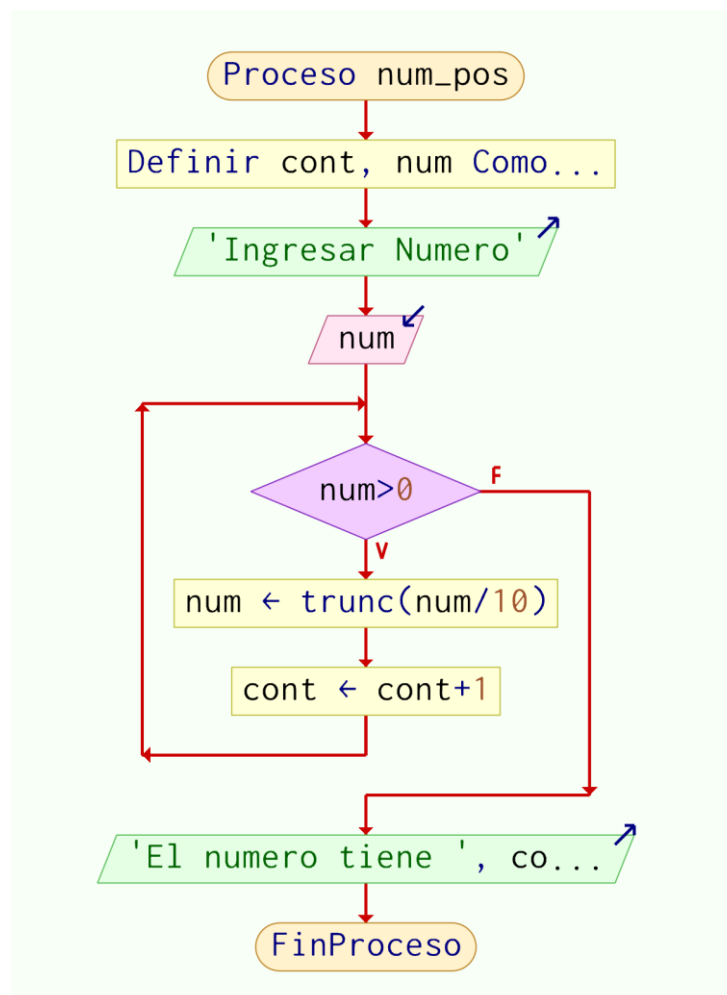 Proceso num_pos
Definir cont, num Como...
'Ingresar Numero'
num
num>0
F
V
num ← trunc(num/10)
cont ← cont+1
'El numero tiene ', co...
FinProceso